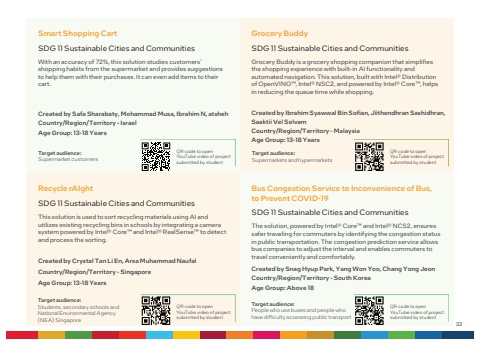 Smart Shopping Cart
SDG 11 Sustainable Cities and Communities
With an accuracy of 72%, this solution studies customers'
shopping habits from the supermarket and provides suggestions
to help them with their purchases. It can even add items to their
cart.
Created by Safa Sharabaty, Mohammad Musa, Ibrahim N, atsheh
Country/Region/Territory - Israel
Age Group: 13-18 Years
Target audience:
Supermarket customers
QR code to open
YouTube video of project
submitted by student
Grocery Buddy
SDG 11 Sustainable Cities and Communities
Grocery Buddy is a grocery shopping companion that simplifies
the shopping experience with built-in AI functionality and
automated navigation. This solution, built with Intel® Distribution
of OpenVINO™, Intel® NSC2, and powered by Intel® Core™, helps
in reducing the queue time while shopping.
Created by Ibrahim Syawwal Bin Sofian, Jiithendhran Sashidhran,
Saaktii Vel Selvam
Country/Region/Territory - Malaysia
Age Group: 13-18 Years
Target audience:
Supermarkets and hypermarkets
QR code to open
YouTube video of project
submitted by student
Recycle rAIght
SDG 11 Sustainable Cities and Communities
This solution is used to sort recycling materials using AI and
utilizes existing recycling bins in schools by integrating a camera
system powered by Intel® Core™ and Intel® RealSense™ to detect
and process the sorting.
Created by Crystal Tan Li En, Arsa Muhammad Naufal
Country/Region/Territory - Singapore
Age Group: 13-18 Years
Target audience:
Students, secondary schools and
National Environmental Agency
(NEA) Singapore
QR code to open
YouTube video of project
submitted by student
Bus Congestion Service to Inconvenience of Bus,
to Prevent COVID-19
SDG 11 Sustainable Cities and Communities
The solution, powered by Intel® Core™ and Intel® NCS2, ensures
safer traveling for commuters by identifying the congestion status
in public transportation. The congestion prediction service allows
bus companies to adjust the interval and enables commuters to
travel conveniently and comfortably.
Created by Snag Hyup Park, Yang Won Yoo, Chang Yong Jeon
Country/Region/Territory - South Korea
Age Group: Above 18
Target audience:
People who use buses and people who
have difficulty accessing public transport
QR code to open
YouTube video of project
submitted by student
32